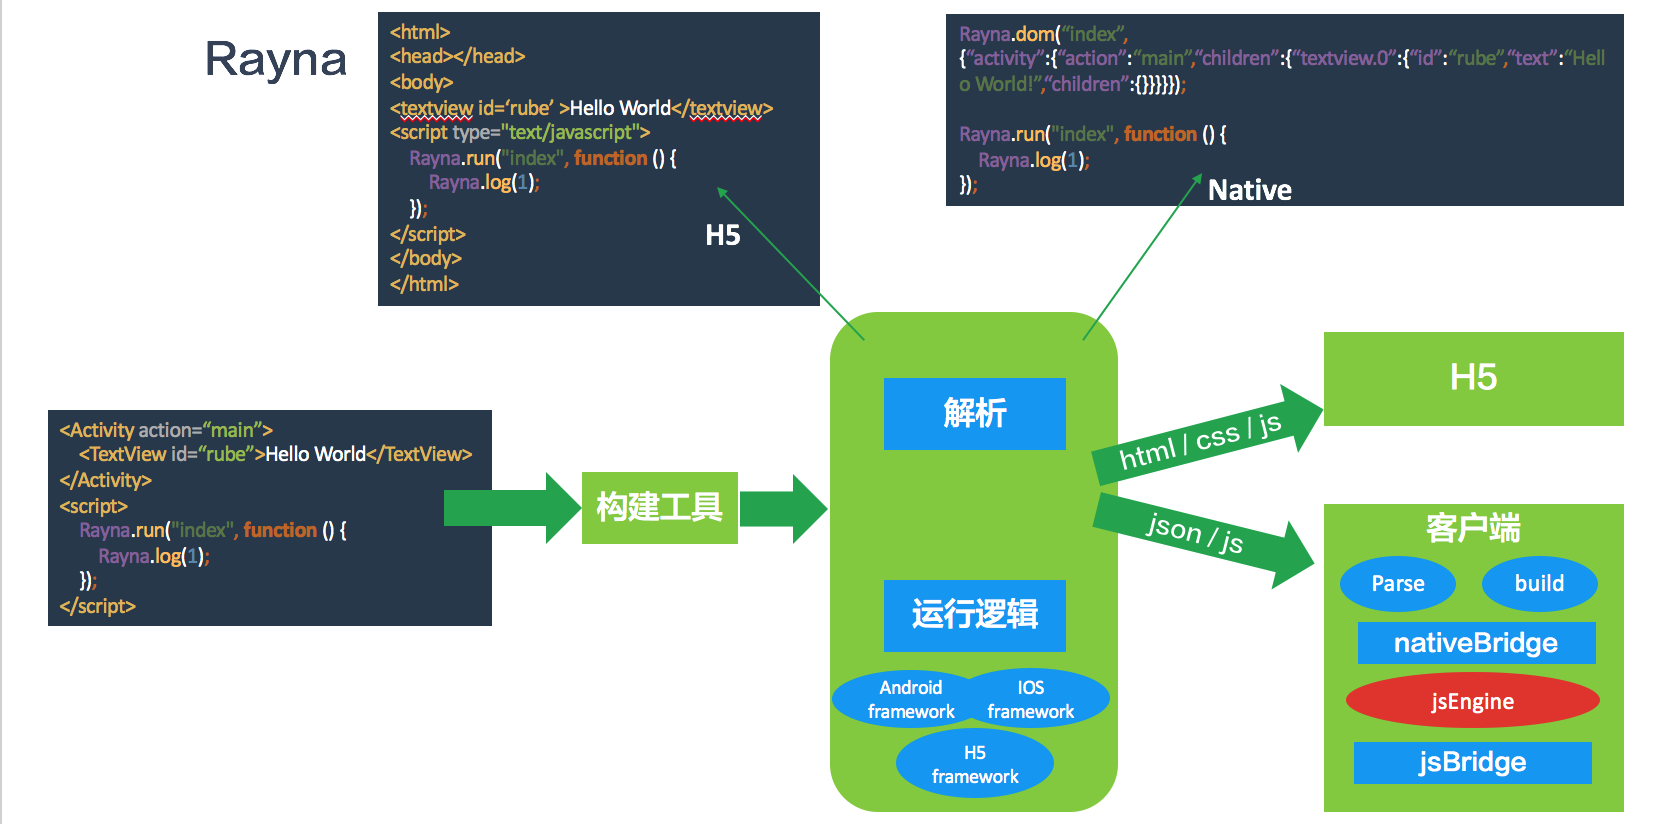 Rayna
<html>
<head></head>
<body>
<textview id=‘rube’ >Hello World</textview>
<script type="text/javascript">
Rayna.run("index", function () {
Rayna.log(1);
});
</script>
</body>
</html>
H5
Rayna.dom(“index”,
{“activity”:{“action”:“main”,“children”:{“textview.0”:{“id”:“rube”,“text”:“Hell
o World!”,“children”:{}}}}}});
Rayna.run("index", function () {
Rayna.log(1);
});
Native
<Activity action=“main”>
<TextView id=“rube”>Hello World</TextView>
</Activity>
<script>
Rayna.run("index", function () {
Rayna.log(1);
});
</script>
构建工具
解析
运行逻辑
Android
framework
IOS
framework
H5
framework
html / css / js
json / js
H5
客户端
Parse
build
nativeBridge
jsEngine
jsBridge